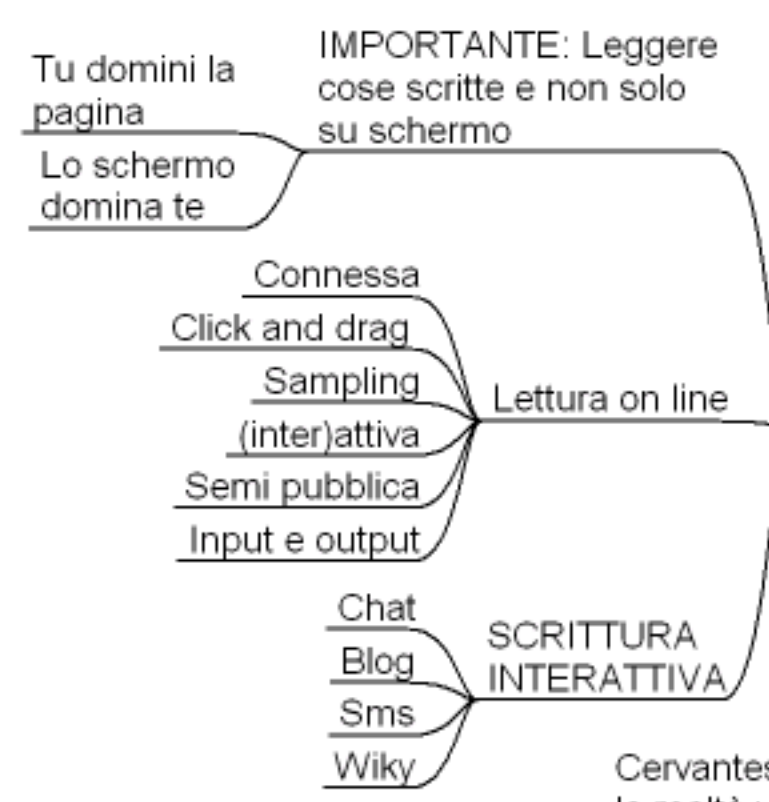 IMPORTANTE: Leggere
cose scritte e non solo
su schermo
Tu domini la
pagina
Lo schermo
domina te
Lettura on line
Connessa
Click and drag
Sampling
(inter)attiva
Semi pubblica
Input e output
SCRITTURA
INTERATTIVA
Chat
Blog
Sms
Wiky
Cervantes